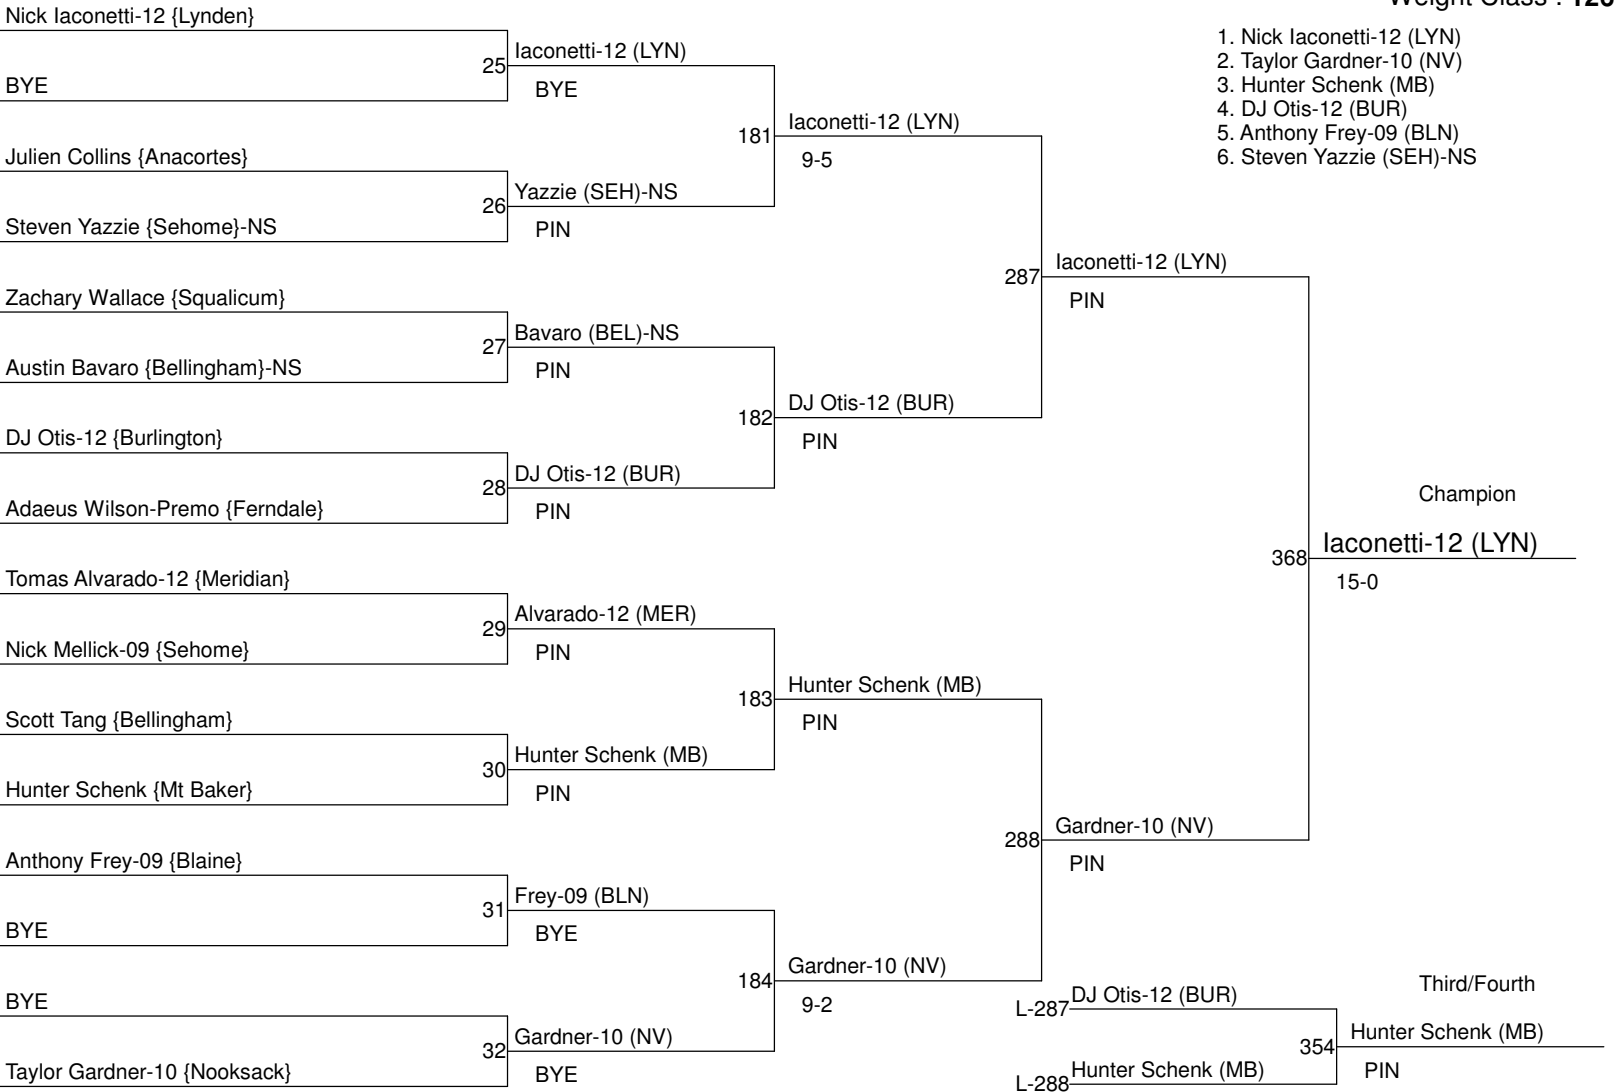 Nick Iaconetti-12 {Lynden}
BYE
Julien Collins {Anacortes}
Steven Yazzie {Sehome}-NS
Zachary Wallace {Squalicum}
Austin Bavaro {Bellingham}-NS
DJ Otis-12 {Burlington}
Adaeus Wilson-Premo {Ferndale}
Tomas Alvarado-12 {Meridian}
Nick Mellick-09 {Sehome}
Scott Tang {Bellingham}
Hunter Schenk {Mt Baker}
Anthony Frey-09 {Blaine}
BYE
BYE
Taylor Gardner-10 {Nooksack}
25
Iaconetti-12 (LYN)
BYE
26
Yazzie (SEH)-NS
PIN
27
Bavaro (BEL)-NS
PIN
28
DJ Otis-12 (BUR)
PIN
29
Alvarado-12 (MER)
PIN
30
Hunter Schenk (MB)
PIN
31
Frey-09 (BLN)
BYE
32
Gardner-10 (NV)
BYE
181
Iaconetti-12 (LYN)
9-5
182
DJ Otis-12 (BUR)
PIN
183
Hunter Schenk (MB)
PIN
184
Gardner-10 (NV)
9-2
287
Iaconetti-12 (LYN)
PIN
288
Gardner-10 (NV)
PIN
Weight Class :
1. Nick Iaconetti-12 (LYN)
2. Taylor Gardner-10 (NV)
3. Hunter Schenk (MB)
4. DJ Otis-12 (BUR)
5. Anthony Frey-09 (BLN)
6. Steven Yazzie (SEH)-NS
Champion
368
Iaconetti-12 (LYN)
15-0
Third/Fourth
L-287
DJ Otis-12 (BUR)
L-288
Hunter Schenk (MB)
354
Hunter Schenk (MB)
PIN